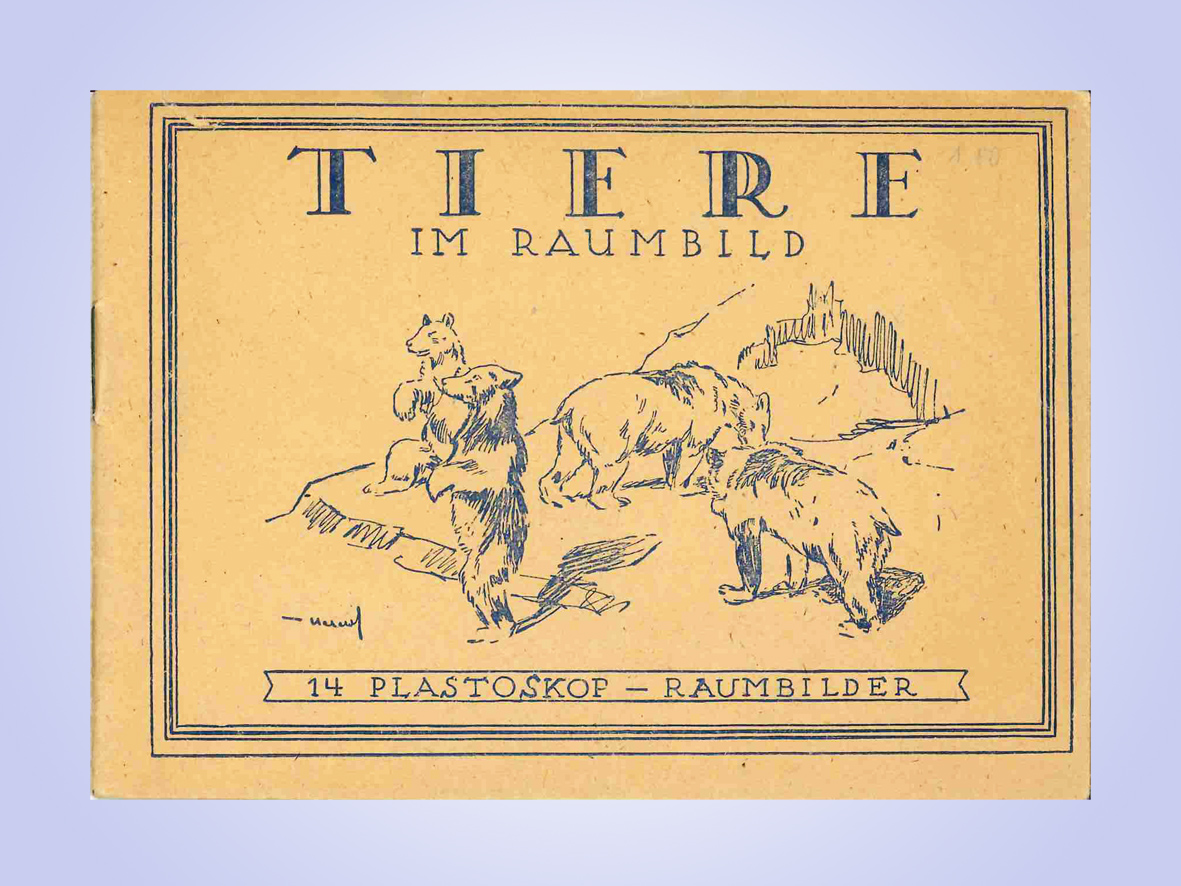 TIERE
IM RAUMBILD
14 PLASTOSKOP — RAUMBILDER